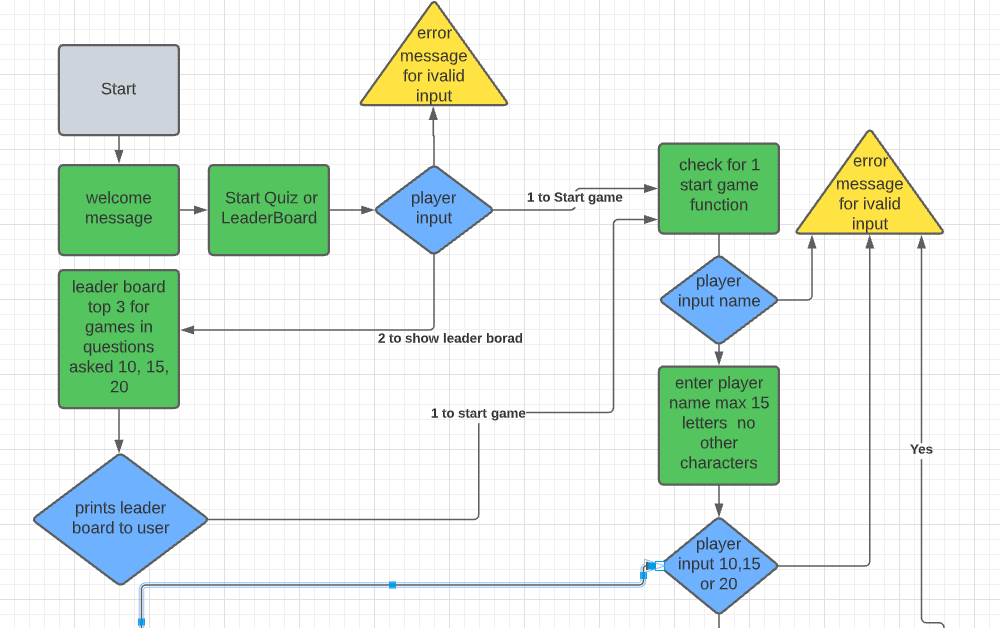 error
message
for ivalid
input
Start
welcome
message
Start Quiz or
LeaderBoard
player
input
1 to Start game
check for 1
start game
function
error
message
for ivalid
input
leader board
top 3 for
games in
questions
asked 10, 15,
20
2 to show leader borad
player
input name
1 to start game
enter player
name max 15
letters no
other
characters
Yes
prints leader
board to user
player
input 10,15
or 20